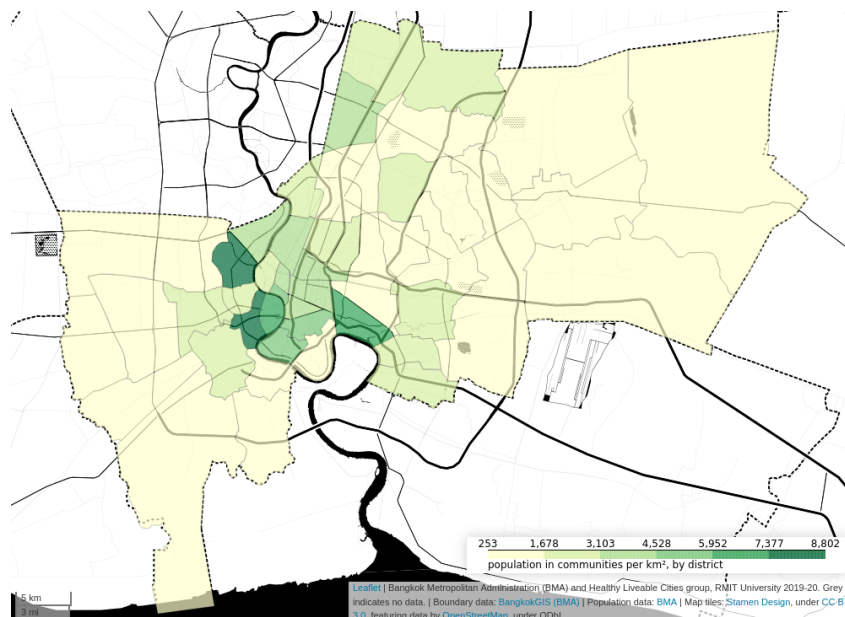 253 1,678 3,103 4,528 5,952 7,377 8,802
population in communities per km², by district
5 km
3 mi
Leaflet | Bangkok Metropolitan Administration (BMA) and Healthy Liveable Cities group, RMIT University 2019-20. Grey
indicates no data. | Boundary data: BangkokGIS (BMA) | Population data: BMA | Map tiles: Stamen Design, under CC B
3.0, featuring data by OpenStreetMap, under ODbL